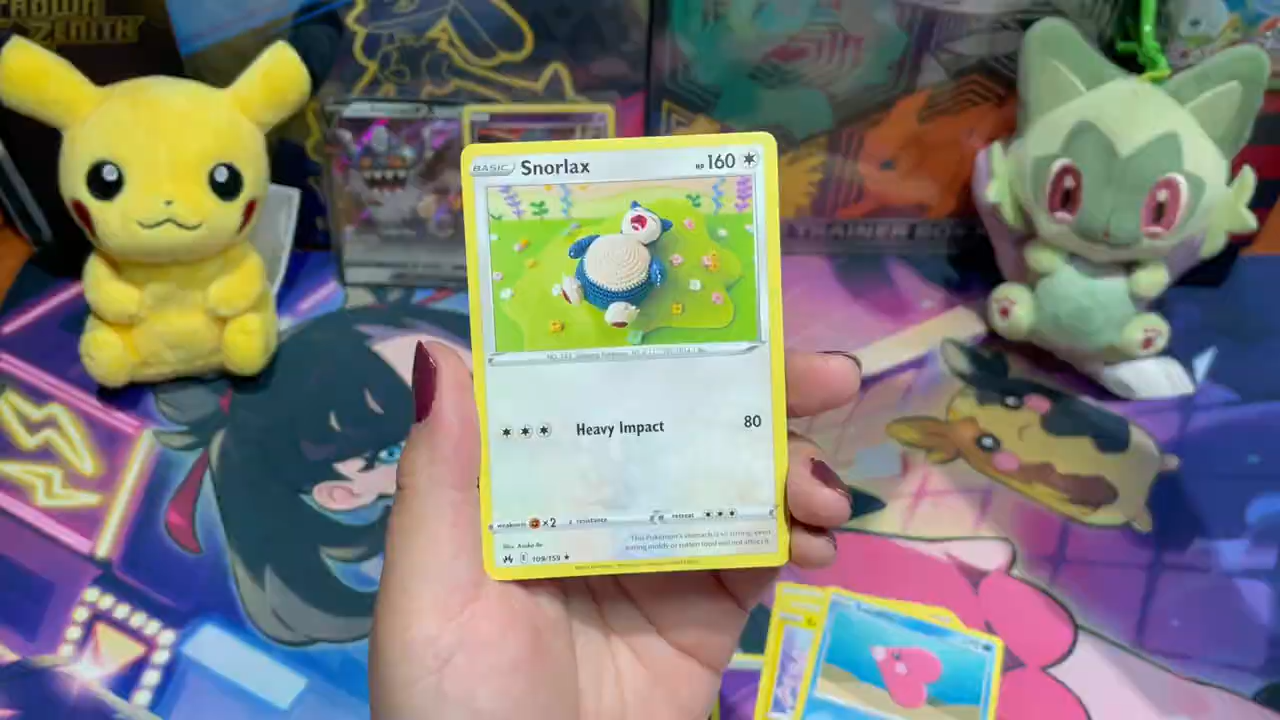 CROWN
ZENITH
TRAINER BO
BASIC Snorlax HP 160
Heavy Impact 80
weakness ×2 resistance retreat
This Pokémon's stomach is so strong, even
eating moldy or rotten food will not affect it.
Illus. Asako Ito
E 109/159 ★